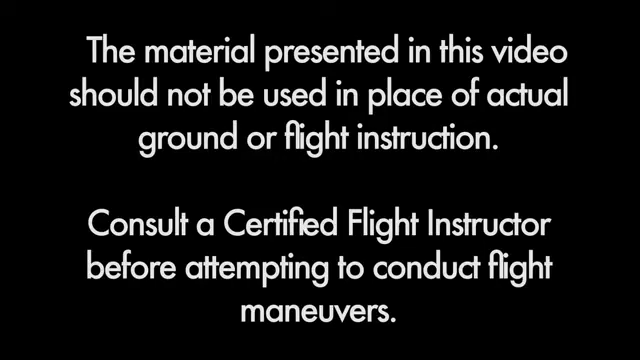 The material presented in this video
should not be used in place of actual
ground or flight instruction.
Consult a Certified Flight Instructor
before attempting to conduct flight
maneuvers.